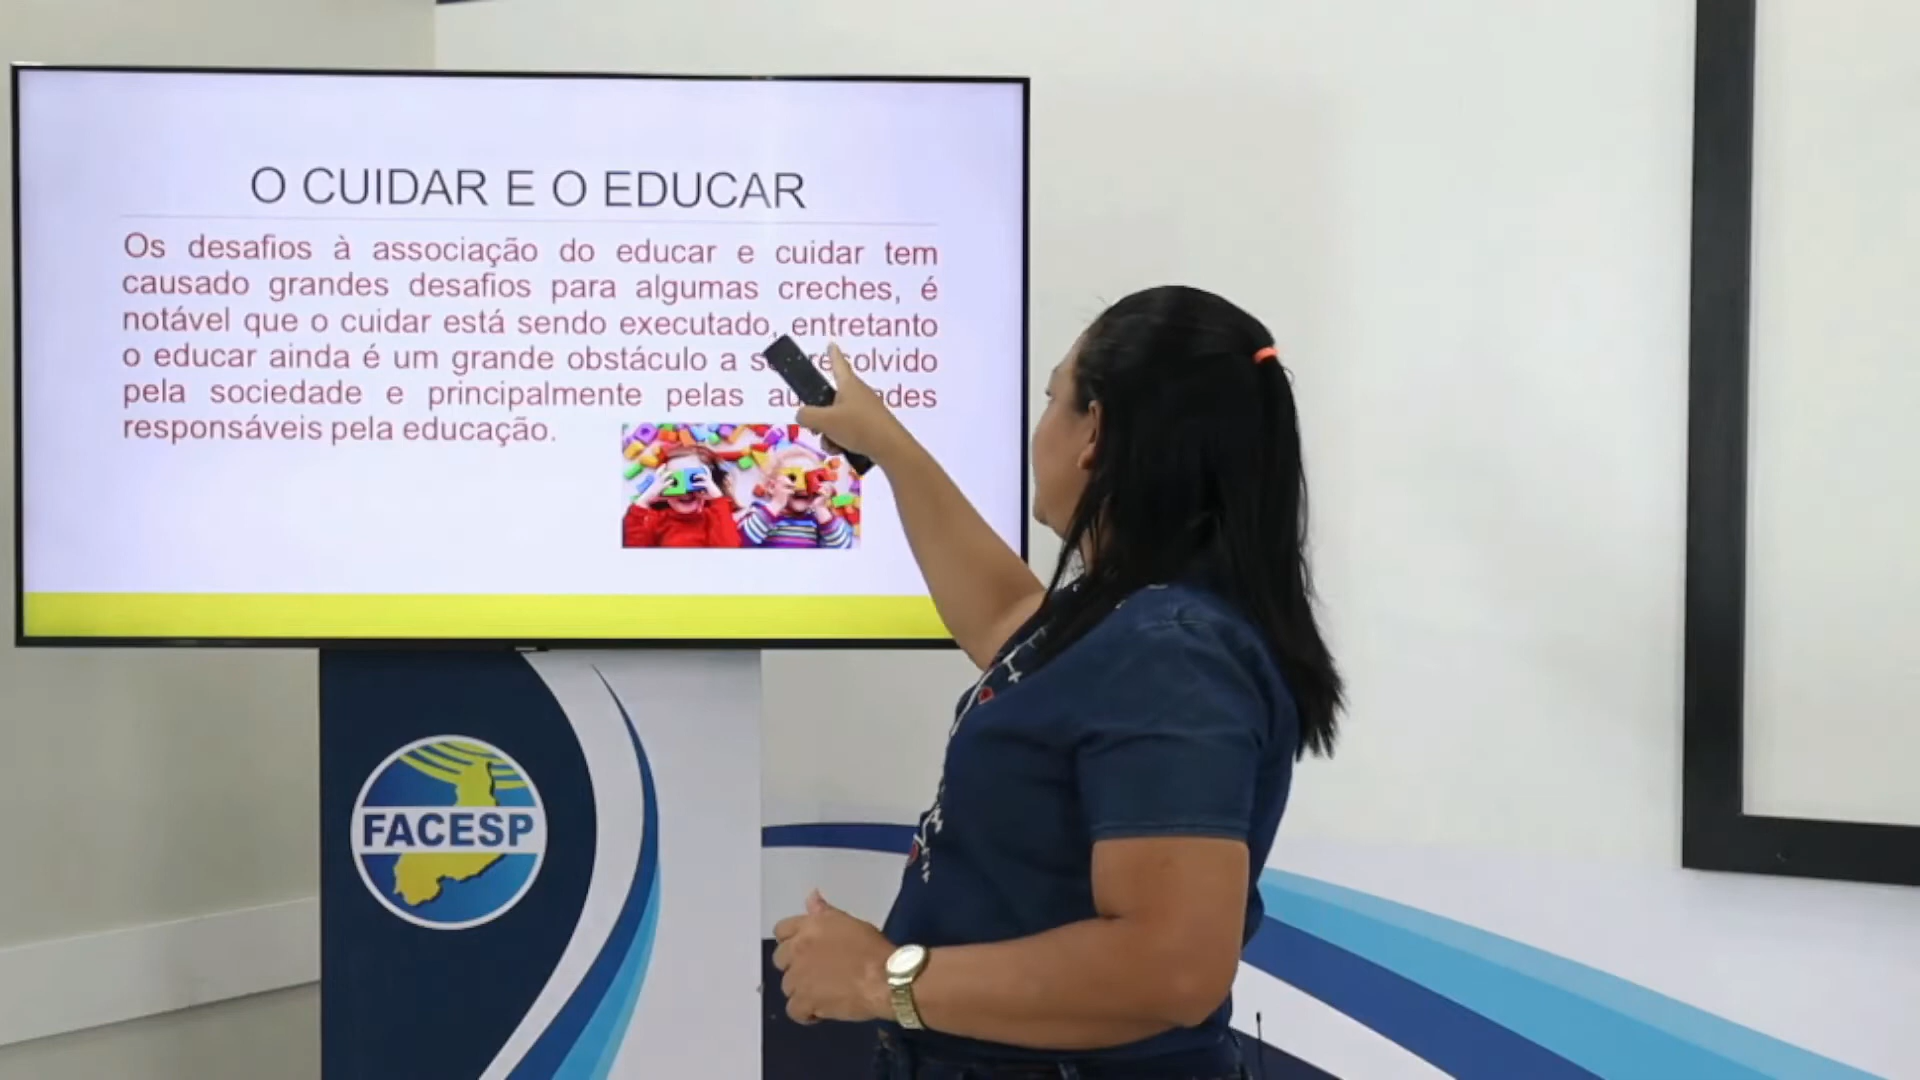 O CUIDAR E O EDUCAR
Os desafios à associação do educar e cuidar tem
causado grandes desafios para algumas creches, é
notável que o cuidar está sendo executado, entretanto
o educar ainda é um grande obstáculo a resolvido
pela sociedade e principalmente pelas
responsáveis pela educação.
FACESP